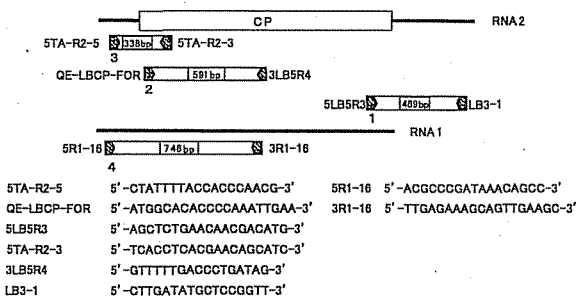 CP
RNA2
5TA-R2-5 338bp 5TA-R2-3
3
QE-LBCP-FOR 591bp 3LB5R4
2
5LB5R3 489bp LB3-1
1
RNA1
5R1-16 748bp 3R1-16
4
5TA-R2-5 5'-CTATTTTACCACCCAACG-3' 5R1-16 5'-ACGCCCGATAAACAGCC-3'
QE-LBCP-FOR 5'-ATGGCACACCCCAAATTGAA-3' 3R1-16 5'-TTGAGAAAGCAGTTGAAGC-3'
5LB5R3 5'-AGCTCTGAACAACGACATG-3'
5TA-R2-3 5'-TCACCTCACGAACAGCATC-3'
3LB5R4 5'-GTTTTTGACCCTGATAG-3'
LB3-1 5'-CTTGATATGCTCCGGTT-3'